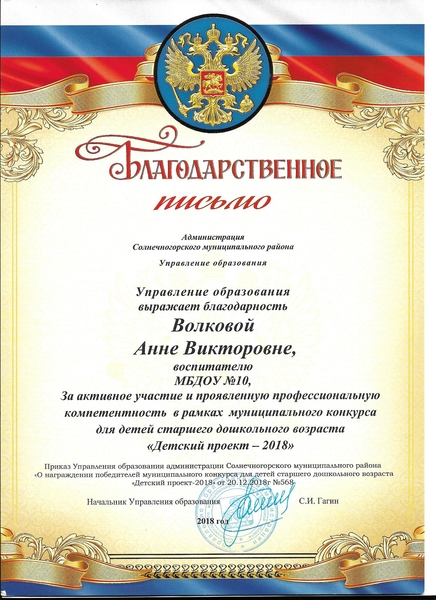 Благодарственное
письмо
Администрация
Солнечногорского муниципального района
Управление образования
Управление образования
выражает благодарность
Волковой
Анне Викторовне,
воспитателю
МБДОУ №10,
За активное участие и проявленную профессиональную
компетентность в рамках муниципального конкурса
для детей старшего дошкольного возраста
«Детский проект – 2018»
Приказ Управления образования администрации Солнечногорского муниципального района
«О награждении победителей муниципального конкурса для детей старшего дошкольного возраста
«Детский проект-2018» от 20.12.2018г №568
Начальник Управления образования С.И. Гагин
2018 год